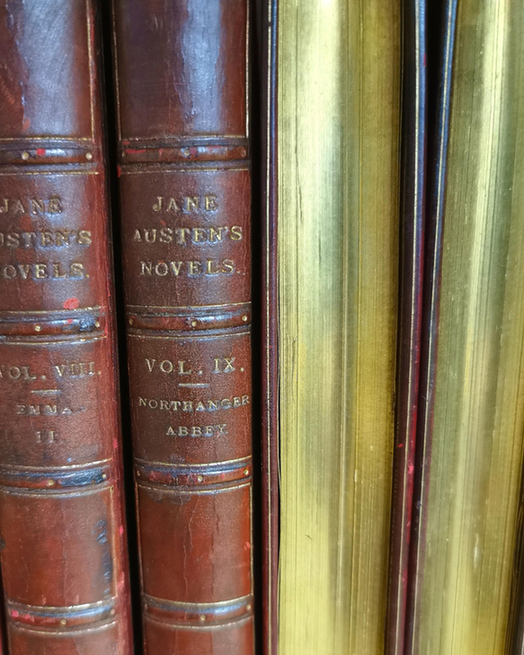 JANE
AUSTEN'S
NOVELS.
VOL. VIII.
EMMA
II.
JANE
AUSTEN'S
NOVELS.
VOL. IX.
NORTHANGER
ABBEY.